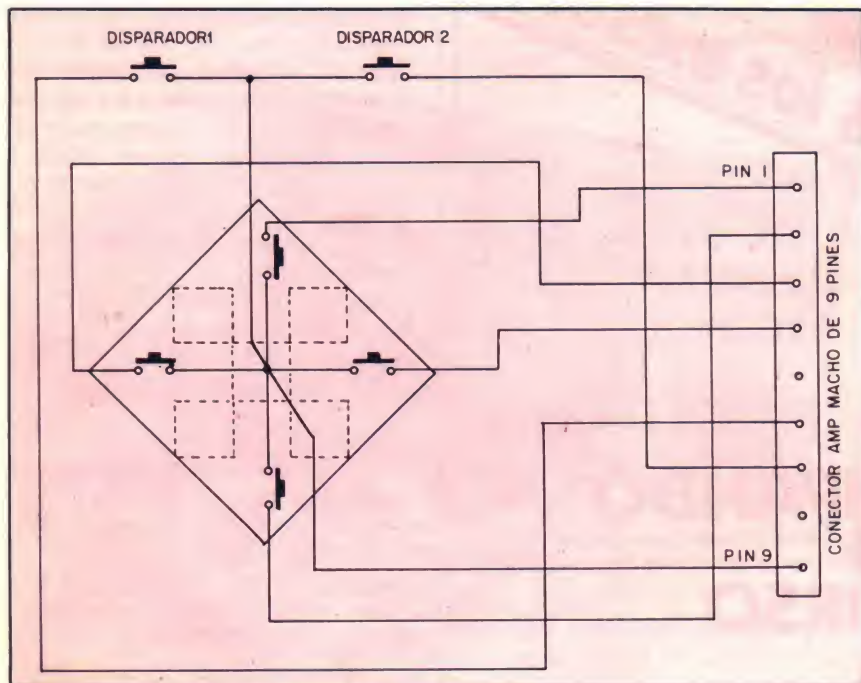 DISPARADOR1
DISPARADOR 2
PIN 1
CONECTOR AMP MACHO DE 9 PINES
PIN 9